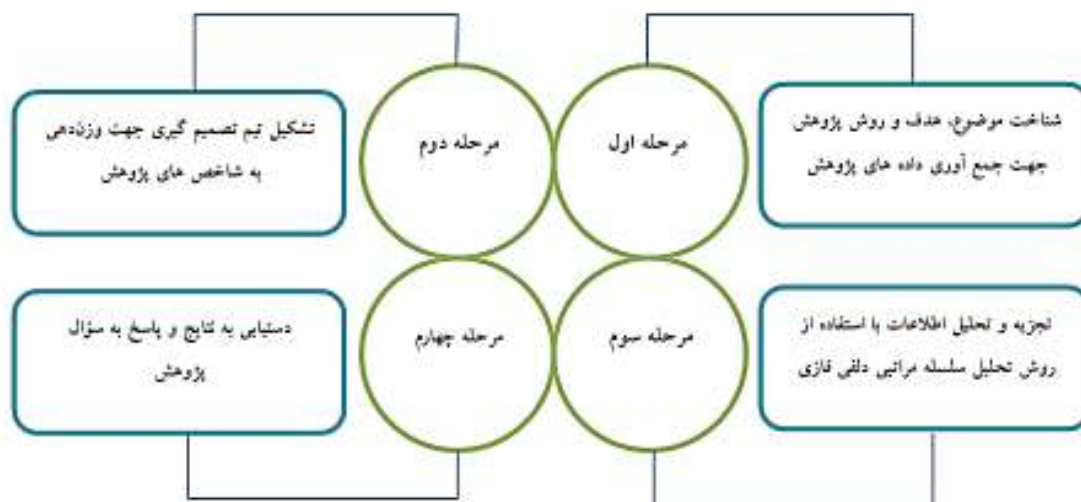 مرحله اول
شناخت موضوع، هدف و روش پژوهش
جهت جمع آوری داده های پژوهش
مرحله دوم
تشکیل تیم تصمیم گیری جهت وزن‌دهی
به شاخص های پژوهش
مرحله سوم
تجزیه و تحلیل اطلاعات با استفاده از
روش تحلیل سلسله مراتبی دلفی فازی
مرحله چهارم
دستیابی به نتایج و پاسخ به سؤال
پژوهش